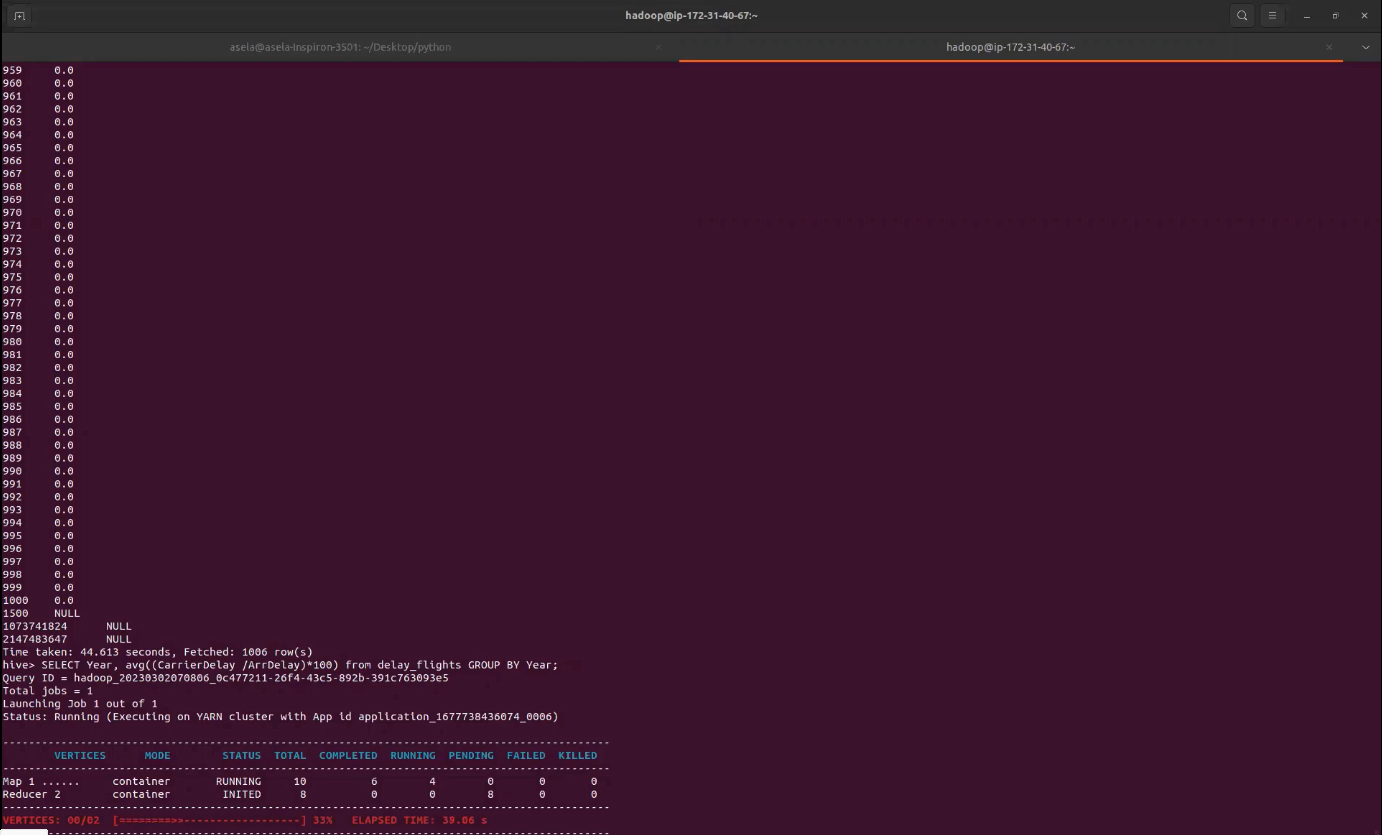 hadoop@ip-172-31-40-67:~
asela@asela-Inspiron-3501: ~/Desktop/python
hadoop@ip-172-31-40-67:~
959 0.0
960 0.0
961 0.0
962 0.0
963 0.0
964 0.0
965 0.0
966 0.0
967 0.0
968 0.0
969 0.0
970 0.0
971 0.0
972 0.0
973 0.0
974 0.0
975 0.0
976 0.0
977 0.0
978 0.0
979 0.0
980 0.0
981 0.0
982 0.0
983 0.0
984 0.0
985 0.0
986 0.0
987 0.0
988 0.0
989 0.0
990 0.0
991 0.0
992 0.0
993 0.0
994 0.0
995 0.0
996 0.0
997 0.0
998 0.0
999 0.0
1000 0.0
1500 NULL
1073741824 NULL
2147483647 NULL
Time taken: 44.613 seconds, Fetched: 1006 row(s)
hive> SELECT Year, avg((CarrierDelay /ArrDelay)*100) from delay_flights GROUP BY Year;
Query ID = hadoop_20230302070806_0c477211-26f4-43c5-892b-391c763093e5
Total jobs = 1
Launching Job 1 out of 1
Status: Running (Executing on YARN cluster with App id application_1677738436074_0006)
----------------------------------------------------------------------------------------------
VERTICES MODE STATUS TOTAL COMPLETED RUNNING PENDING FAILED KILLED
----------------------------------------------------------------------------------------------
Map 1 ...... container RUNNING 10 6 4 0 0 0
Reducer 2 container INITED 8 0 0 8 0 0
----------------------------------------------------------------------------------------------
VERTICES: 00/02 [========>>------------------] 33% ELAPSED TIME: 39.06 s
----------------------------------------------------------------------------------------------